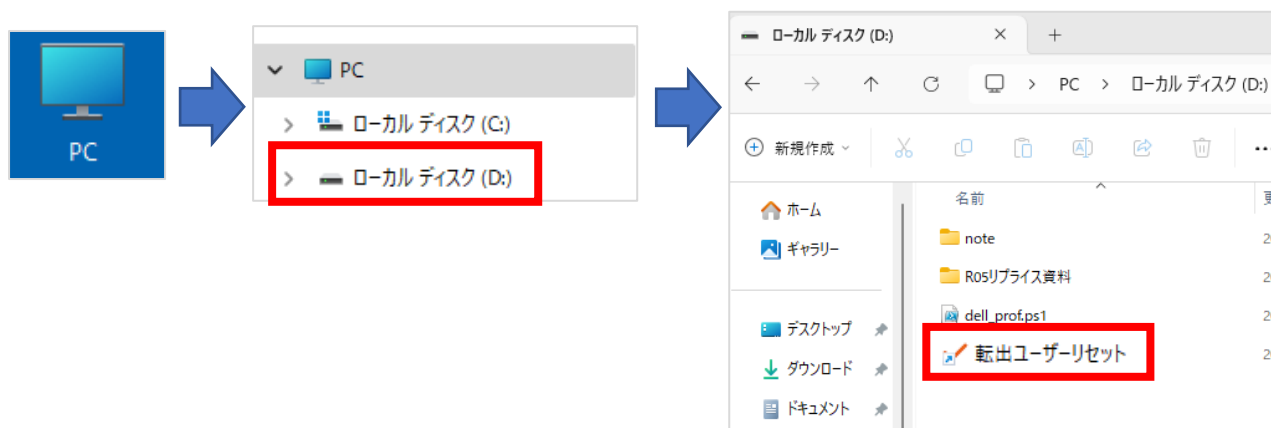 PC
PC
ローカル ディスク (C:)
ローカル ディスク (D:)
ローカル ディスク (D:)
PC > ローカル ディスク (D:)
新規作成
名前
ホーム
ギャラリー
デスクトップ
ダウンロード
ドキュメント
note
R05リプライス資料
dell_prof.ps1
転出ユーザーリセット